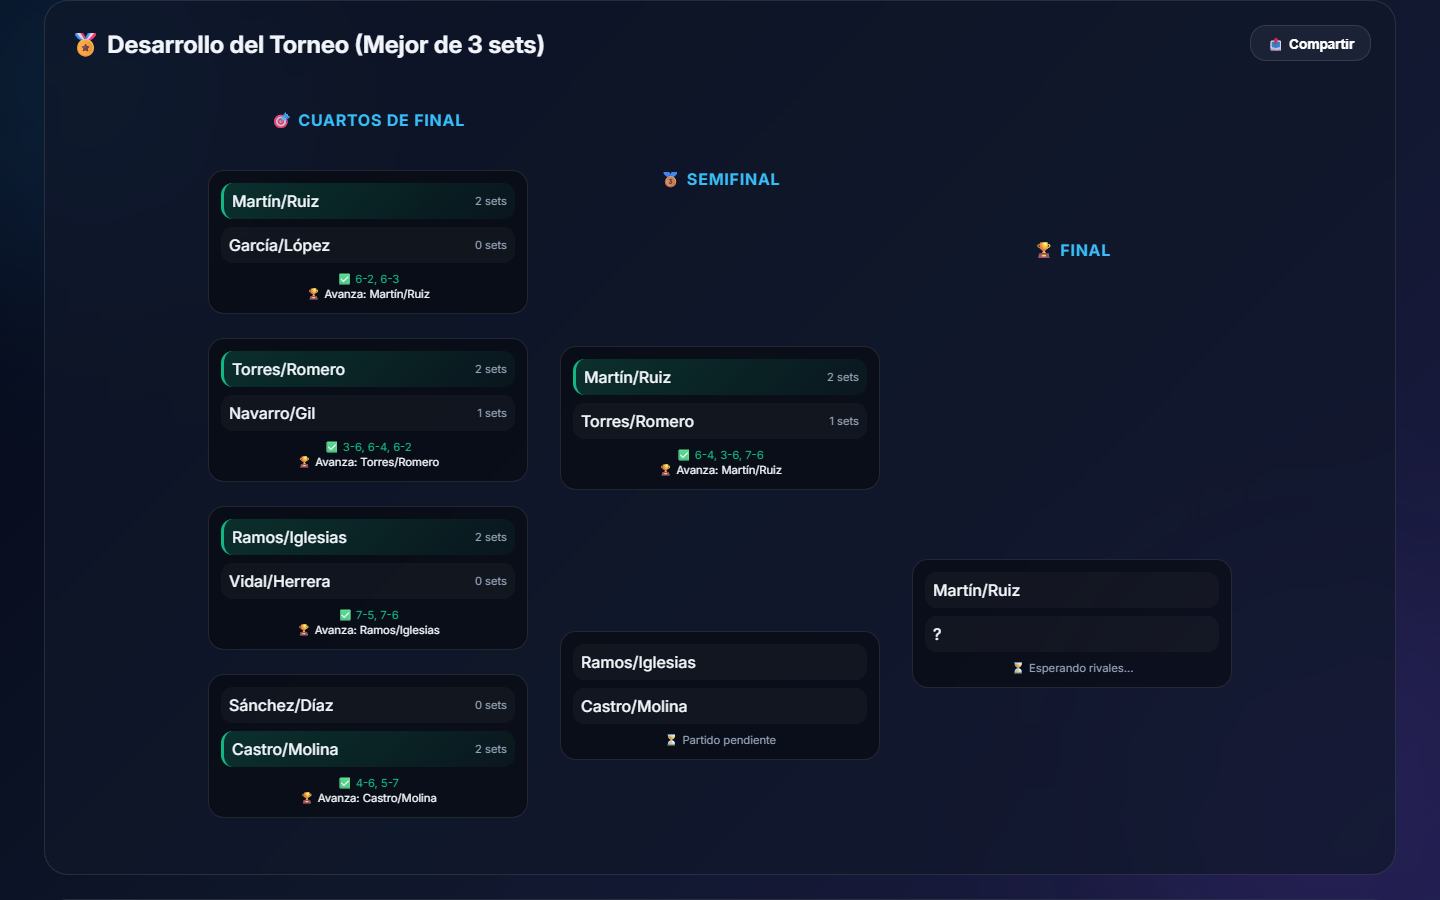 Desarrollo del Torneo (Mejor de 3 sets)
Compartir
CUARTOS DE FINAL
Martín/Ruiz 2 sets
García/López 0 sets
6-2, 6-3
Avanza: Martín/Ruiz
Torres/Romero 2 sets
Navarro/Gil 1 sets
3-6, 6-4, 6-2
Avanza: Torres/Romero
Ramos/Iglesias 2 sets
Vidal/Herrera 0 sets
7-5, 7-6
Avanza: Ramos/Iglesias
Sánchez/Díaz 0 sets
Castro/Molina 2 sets
4-6, 5-7
Avanza: Castro/Molina
SEMIFINAL
Martín/Ruiz 2 sets
Torres/Romero 1 sets
6-4, 3-6, 7-6
Avanza: Martín/Ruiz
Ramos/Iglesias
Castro/Molina
Partido pendiente
FINAL
Martín/Ruiz
?
Esperando rivales...